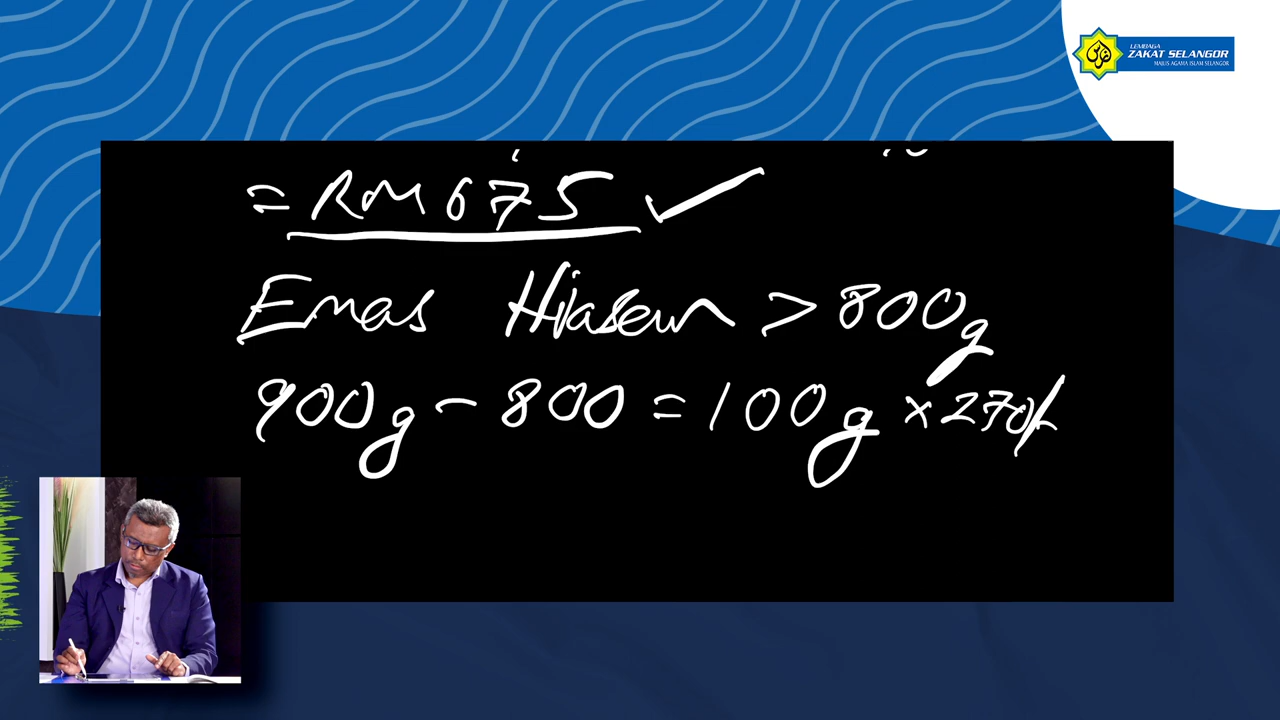 LEMBAGA
ZAKAT SELANGOR
MAJLIS AGAMA ISLAM SELANGOR
= RM 675 ✓
Emas Hiasan > 800g
900g - 800 = 100g × 270/